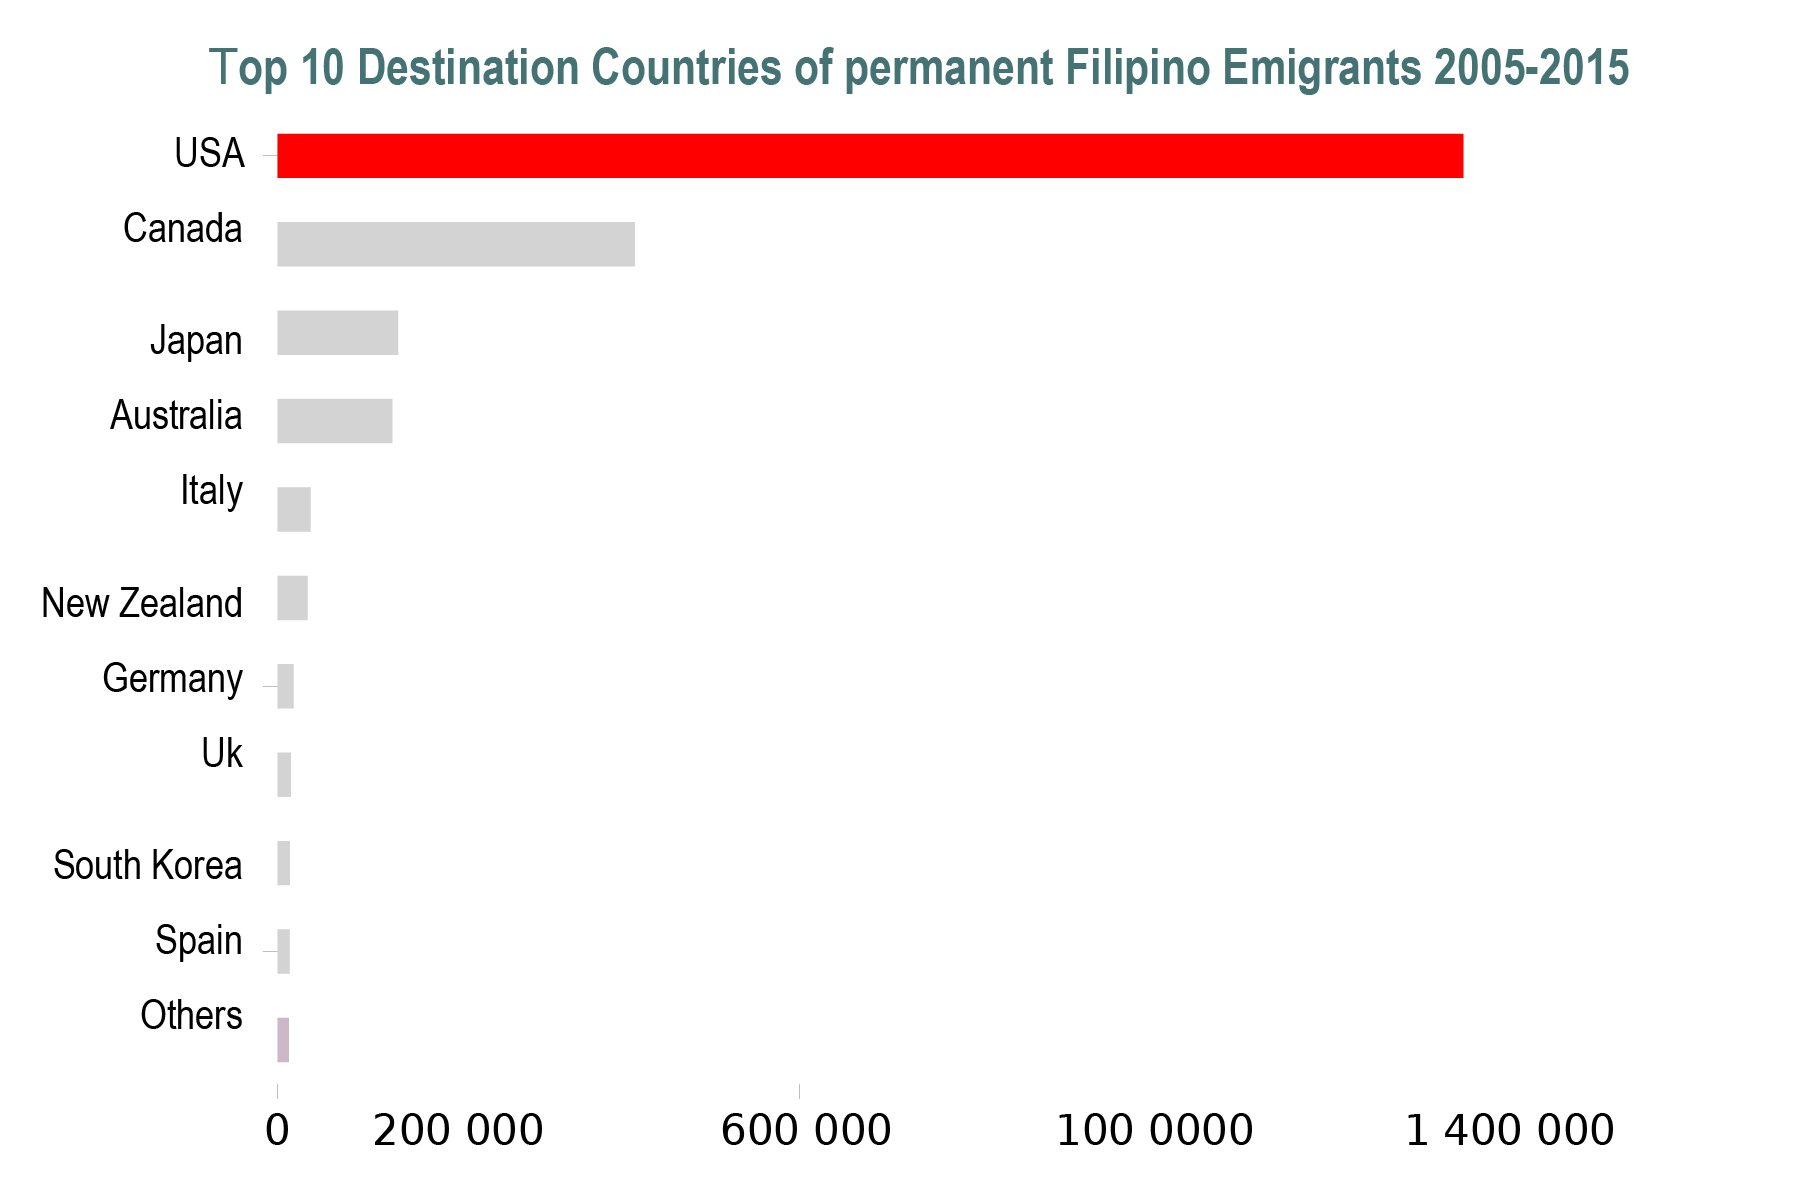 Top 10 Destination Countries of permanent Filipino Emigrants 2005-2015
USA
Canada
Japan
Australia
Italy
New Zealand
Germany
Uk
South Korea
Spain
Others
0 200 000 600 000 100 0000 1 400 000